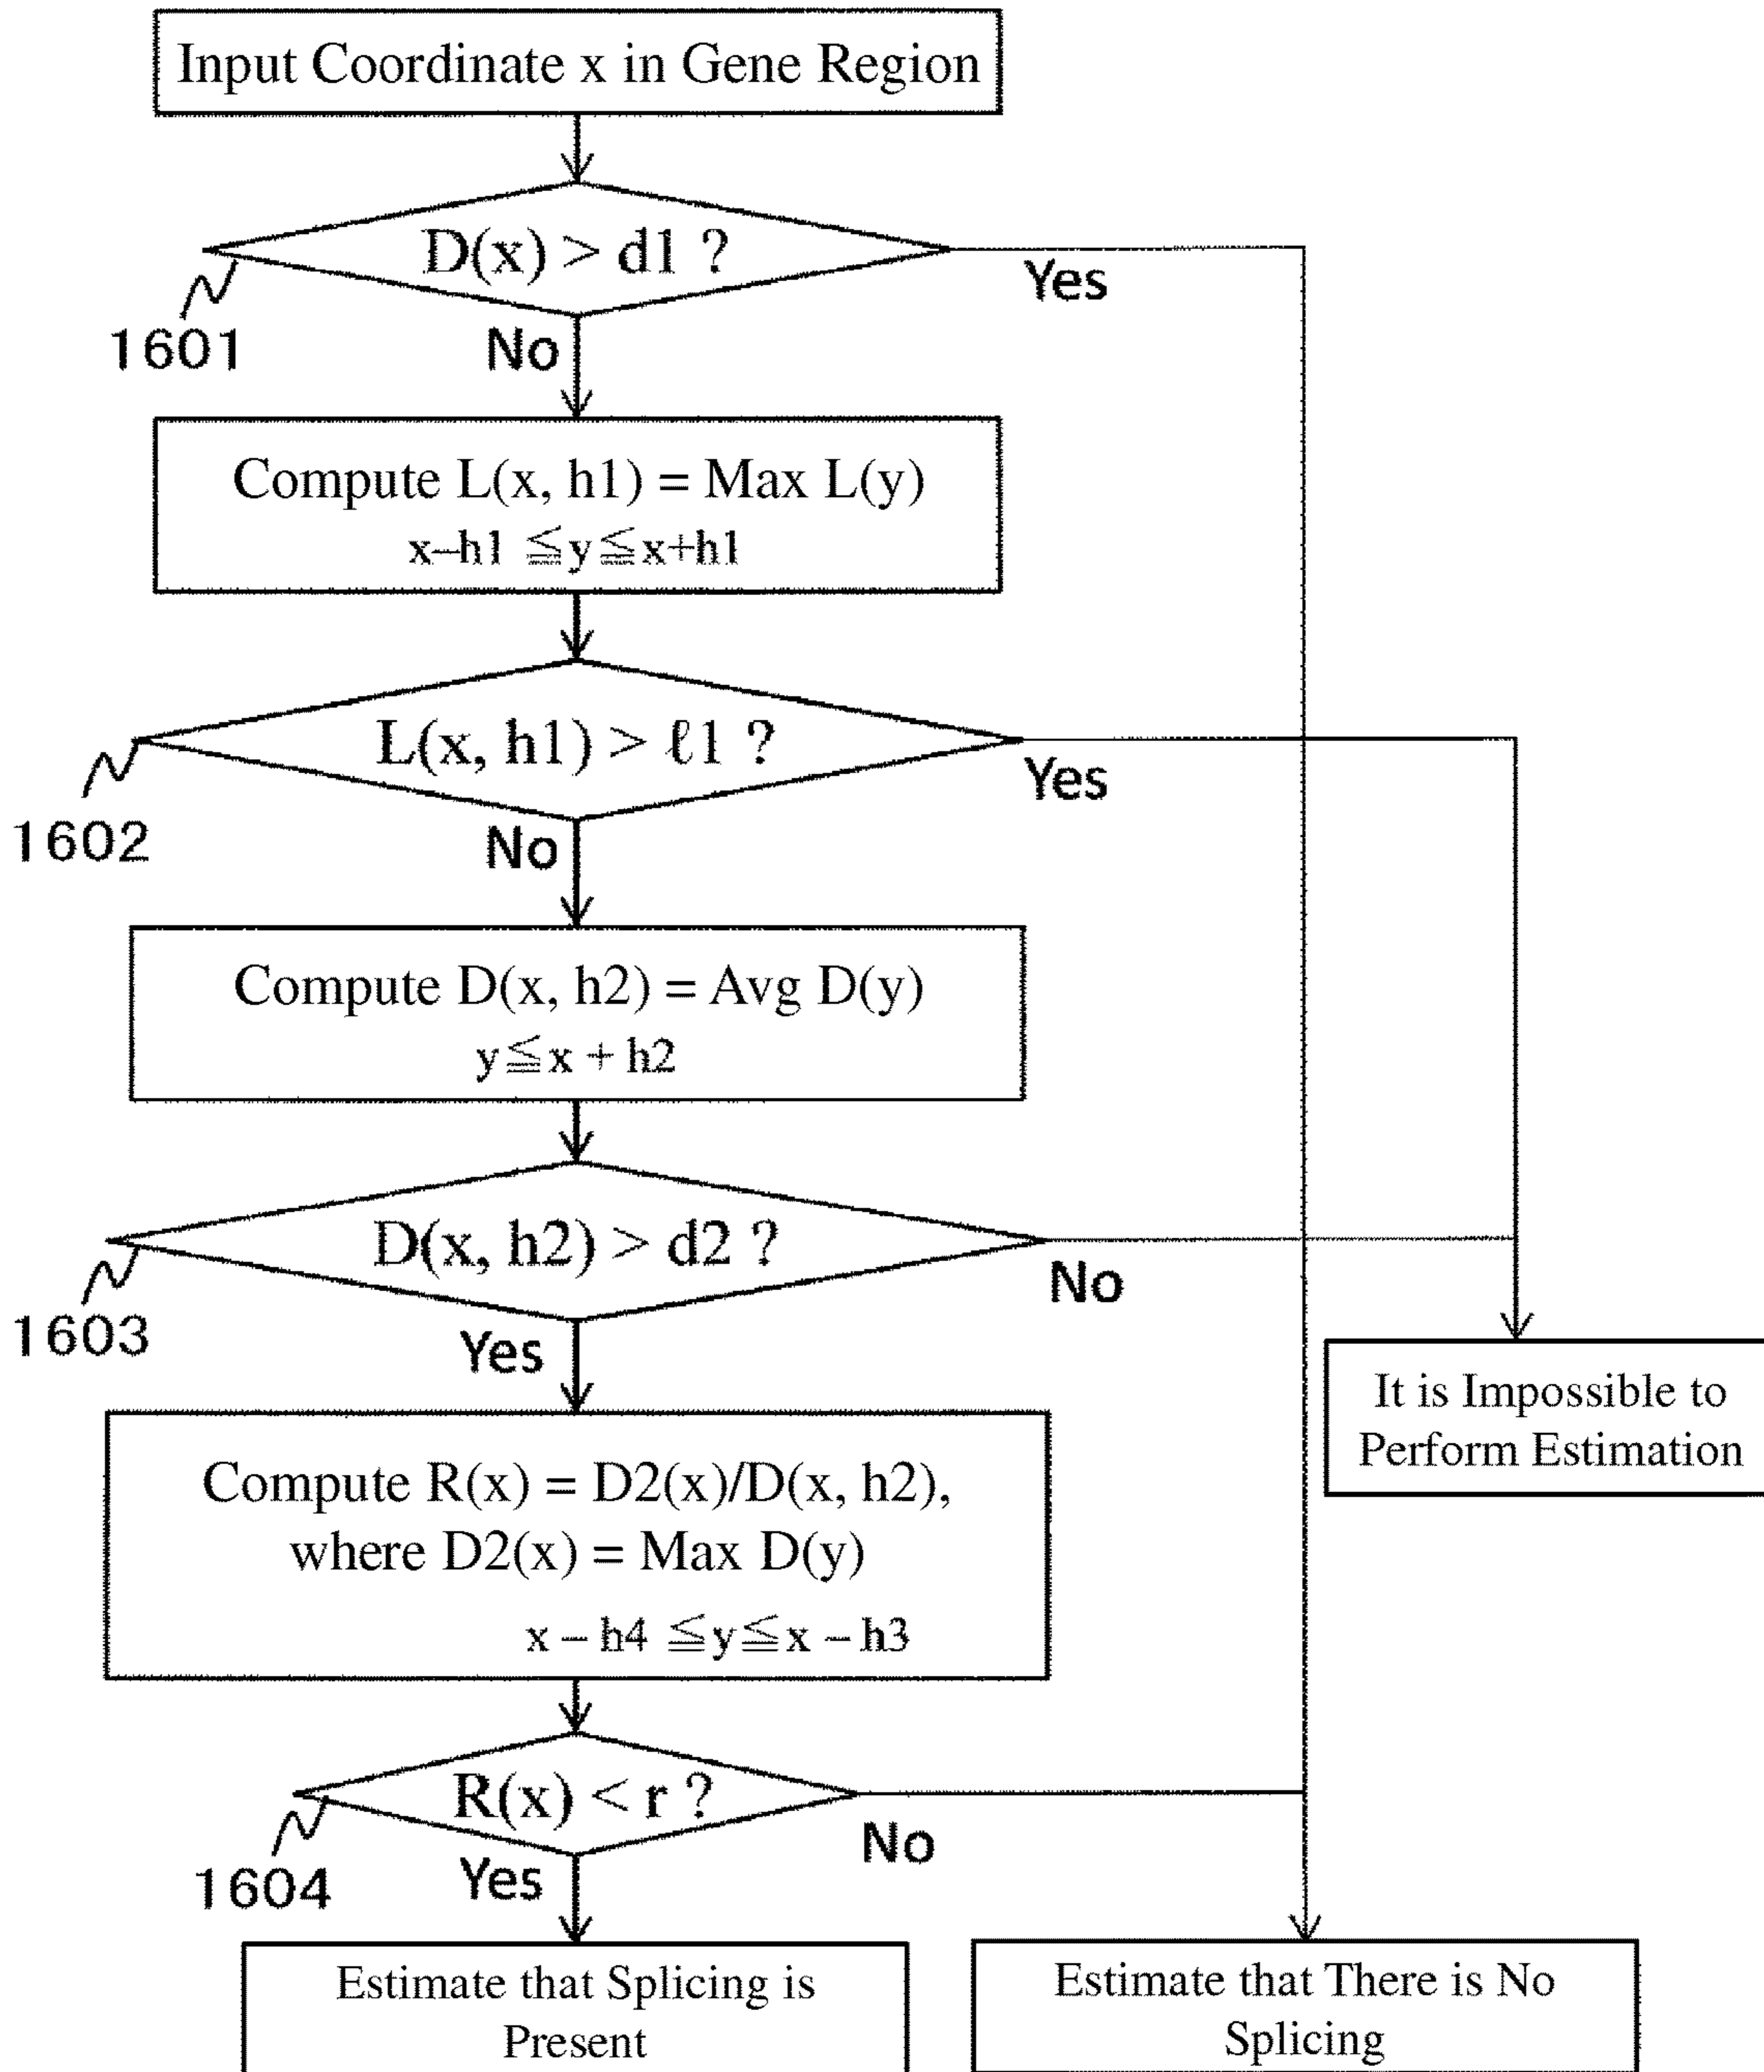 Input Coordinate x in Gene Region
D(x) > d1 ?
Yes
1601
No
Compute L(x, h1) = Max L(y)
x–h1 ≦y≦x+h1
L(x, h1) > ℓ1 ?
Yes
1602
No
Compute D(x, h2) = Avg D(y)
y≦x + h2
D(x, h2) > d2 ?
No
1603
Yes
It is Impossible to
Perform Estimation
Compute R(x) = D2(x)/D(x, h2),
where D2(x) = Max D(y)
x – h4 ≦y≦x – h3
R(x) < r ?
No
1604
Yes
Estimate that Splicing is
Present
Estimate that There is No
Splicing